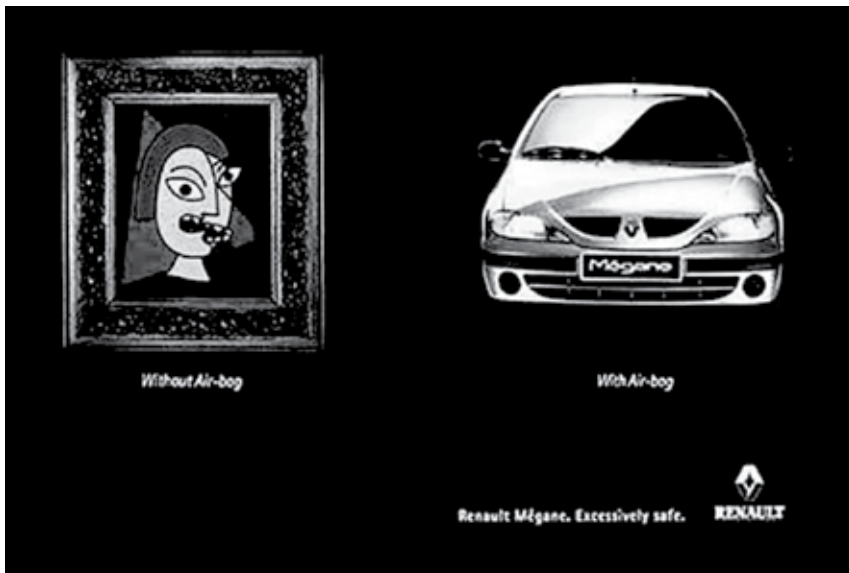 Mégane
Without Air-bag
With Air-bag
Renault Mégane. Excessively safe.
RENAULT